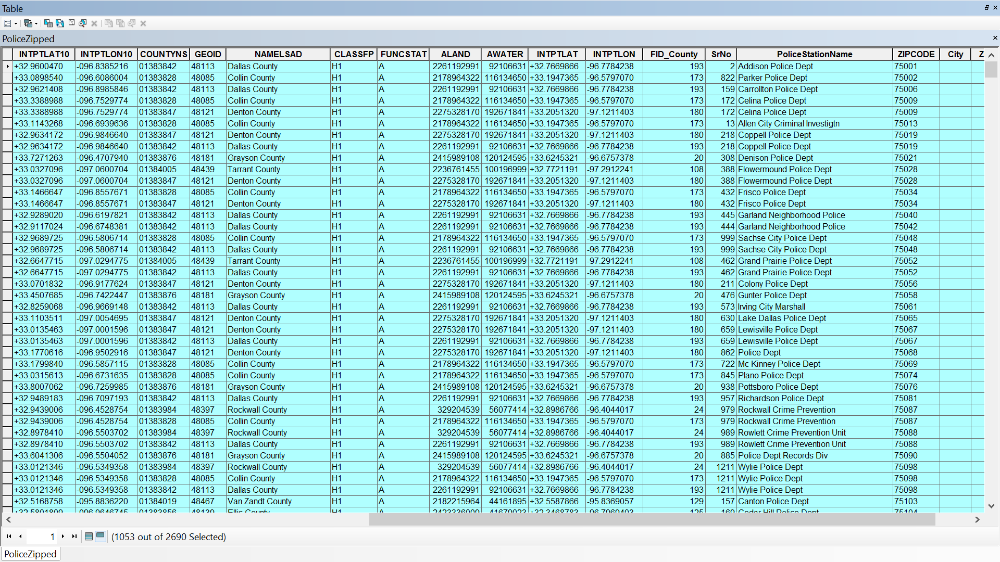 Table
PoliceZipped
INTPTLAT10 INTPTLON10 COUNTYNS GEOID NAMELSAD CLASSFP FUNCSTAT ALAND AWATER INTPTLAT INTPTLON FID_County SrNo PoliceStationName ZIPCODE City Z
+32.9600470 -096.8385216 01383842 48113 Dallas County H1 A 2261192991 92106631 +32.7669866 -96.7784238 193 2 Addison Police Dept 75001
+33.0898540 -096.6086004 01383828 48085 Collin County H1 A 2178964322 116134650 +33.1947365 -96.5797070 173 822 Parker Police Dept 75002
+32.9621408 -096.8985846 01383842 48113 Dallas County H1 A 2261192991 92106631 +32.7669866 -96.7784238 193 159 Carrollton Police Dept 75006
+33.3388988 -096.7529774 01383828 48085 Collin County H1 A 2178964322 116134650 +33.1947365 -96.5797070 173 172 Celina Police Dept 75009
+33.3388988 -096.7529774 01383847 48121 Denton County H1 A 2275328170 192671841 +33.2051320 -97.1211403 180 172 Celina Police Dept 75009
+33.1143268 -096.6939636 01383828 48085 Collin County H1 A 2178964322 116134650 +33.1947365 -96.5797070 173 13 Allen City Criminal Investigtn 75013
+32.9634172 -096.9846640 01383847 48121 Denton County H1 A 2275328170 192671841 +33.2051320 -97.1211403 180 218 Coppell Police Dept 75019
+32.9634172 -096.9846640 01383842 48113 Dallas County H1 A 2261192991 92106631 +32.7669866 -96.7784238 193 218 Coppell Police Dept 75019
+33.7271263 -096.4707940 01383876 48181 Grayson County H1 A 2415989108 120124595 +33.6245321 -96.6757378 20 308 Denison Police Dept 75021
+33.0327096 -097.0600704 01384005 48439 Tarrant County H1 A 2236761455 100196999 +32.7721191 -97.2912241 108 388 Flowermound Police Dept 75028
+33.0327096 -097.0600704 01383847 48121 Denton County H1 A 2275328170 192671841 +33.2051320 -97.1211403 180 388 Flowermound Police Dept 75028
+33.1466647 -096.8557671 01383828 48085 Collin County H1 A 2178964322 116134650 +33.1947365 -96.5797070 173 432 Frisco Police Dept 75034
+33.1466647 -096.8557671 01383847 48121 Denton County H1 A 2275328170 192671841 +33.2051320 -97.1211403 180 432 Frisco Police Dept 75034
+32.9289020 -096.6197821 01383842 48113 Dallas County H1 A 2261192991 92106631 +32.7669866 -96.7784238 193 445 Garland Neighborhood Police 75040
+32.9117024 -096.6748381 01383842 48113 Dallas County H1 A 2261192991 92106631 +32.7669866 -96.7784238 193 444 Garland Neighborhood Police 75042
+32.9689725 -096.5806714 01383828 48085 Collin County H1 A 2178964322 116134650 +33.1947365 -96.5797070 173 999 Sachse City Police Dept 75048
+32.9689725 -096.5806714 01383842 48113 Dallas County H1 A 2261192991 92106631 +32.7669866 -96.7784238 193 999 Sachse City Police Dept 75048
+32.6647715 -097.0294775 01384005 48439 Tarrant County H1 A 2236761455 100196999 +32.7721191 -97.2912241 108 462 Grand Prairie Police Dept 75052
+32.6647715 -097.0294775 01383842 48113 Dallas County H1 A 2261192991 92106631 +32.7669866 -96.7784238 193 462 Grand Prairie Police Dept 75052
+33.0701832 -096.9177624 01383847 48121 Denton County H1 A 2275328170 192671841 +33.2051320 -97.1211403 180 211 Colony Police Dept 75056
+33.4507685 -096.7422447 01383876 48181 Grayson County H1 A 2415989108 120124595 +33.6245321 -96.6757378 20 476 Gunter Police Dept 75058
+32.8259068 -096.9669148 01383842 48113 Dallas County H1 A 2261192991 92106631 +32.7669866 -96.7784238 193 573 Irving City Marshall 75061
+33.1103511 -097.0054695 01383847 48121 Denton County H1 A 2275328170 192671841 +33.2051320 -97.1211403 180 630 Lake Dallas Police Dept 75065
+33.0135463 -097.0001596 01383847 48121 Denton County H1 A 2275328170 192671841 +33.2051320 -97.1211403 180 659 Lewisville Police Dept 75067
+33.0135463 -097.0001596 01383842 48113 Dallas County H1 A 2261192991 92106631 +32.7669866 -96.7784238 193 659 Lewisville Police Dept 75067
+33.1770616 -096.9502916 01383847 48121 Denton County H1 A 2275328170 192671841 +33.2051320 -97.1211403 180 862 Police Dept 75068
+33.1799840 -096.5857115 01383828 48085 Collin County H1 A 2178964322 116134650 +33.1947365 -96.5797070 173 722 Mc Kinney Police Dept 75069
+33.0315613 -096.6731635 01383828 48085 Collin County H1 A 2178964322 116134650 +33.1947365 -96.5797070 173 845 Plano Police Dept 75074
+33.8007062 -096.7259985 01383876 48181 Grayson County H1 A 2415989108 120124595 +33.6245321 -96.6757378 20 938 Pottsboro Police Dept 75076
+32.9489183 -096.7097193 01383842 48113 Dallas County H1 A 2261192991 92106631 +32.7669866 -96.7784238 193 957 Richardson Police Dept 75081
+32.9439006 -096.4528754 01383984 48397 Rockwall County H1 A 329204539 56077414 +32.8986766 -96.4044017 24 979 Rockwall Crime Prevention 75087
+32.9439006 -096.4528754 01383828 48085 Collin County H1 A 2178964322 116134650 +33.1947365 -96.5797070 173 979 Rockwall Crime Prevention 75087
+32.8978410 -096.5503702 01383984 48397 Rockwall County H1 A 329204539 56077414 +32.8986766 -96.4044017 24 989 Rowlett Crime Prevention Unit 75088
+32.8978410 -096.5503702 01383842 48113 Dallas County H1 A 2261192991 92106631 +32.7669866 -96.7784238 193 989 Rowlett Crime Prevention Unit 75088
+33.6041306 -096.5504052 01383876 48181 Grayson County H1 A 2415989108 120124595 +33.6245321 -96.6757378 20 885 Police Dept Records Div 75090
+33.0121346 -096.5349358 01383984 48397 Rockwall County H1 A 329204539 56077414 +32.8986766 -96.4044017 24 1211 Wylie Police Dept 75098
+33.0121346 -096.5349358 01383828 48085 Collin County H1 A 2178964322 116134650 +33.1947365 -96.5797070 173 1211 Wylie Police Dept 75098
+33.0121346 -096.5349358 01383842 48113 Dallas County H1 A 2261192991 92106631 +32.7669866 -96.7784238 193 1211 Wylie Police Dept 75098
+32.5168758 -095.8836220 01384019 48467 Van Zandt County H1 A 2182215964 44161895 +32.5587866 -95.8369057 129 157 Canton Police Dept 75103
1 (1053 out of 2690 Selected)
PoliceZipped